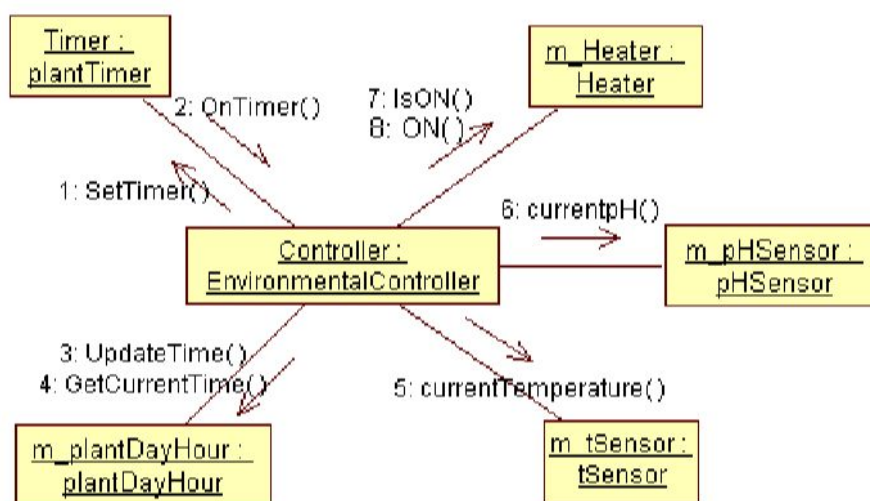 Timer :
plantTimer
m_Heater :
Heater
2: OnTimer()
7: IsON()
8: ON()
1: SetTimer()
6: currentpH()
Controller :
EnvironmentalController
m_pHSensor :
pHSensor
3: UpdateTime()
4: GetCurrentTime()
5: currentTemperature()
m_plantDayHour :
plantDayHour
m_tSensor :
tSensor